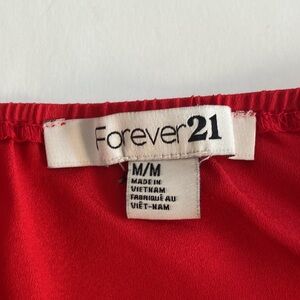 Forever21
M/M
MADE IN
VIETNAM
FABRIQUÉ AU
VIÊT-NAM